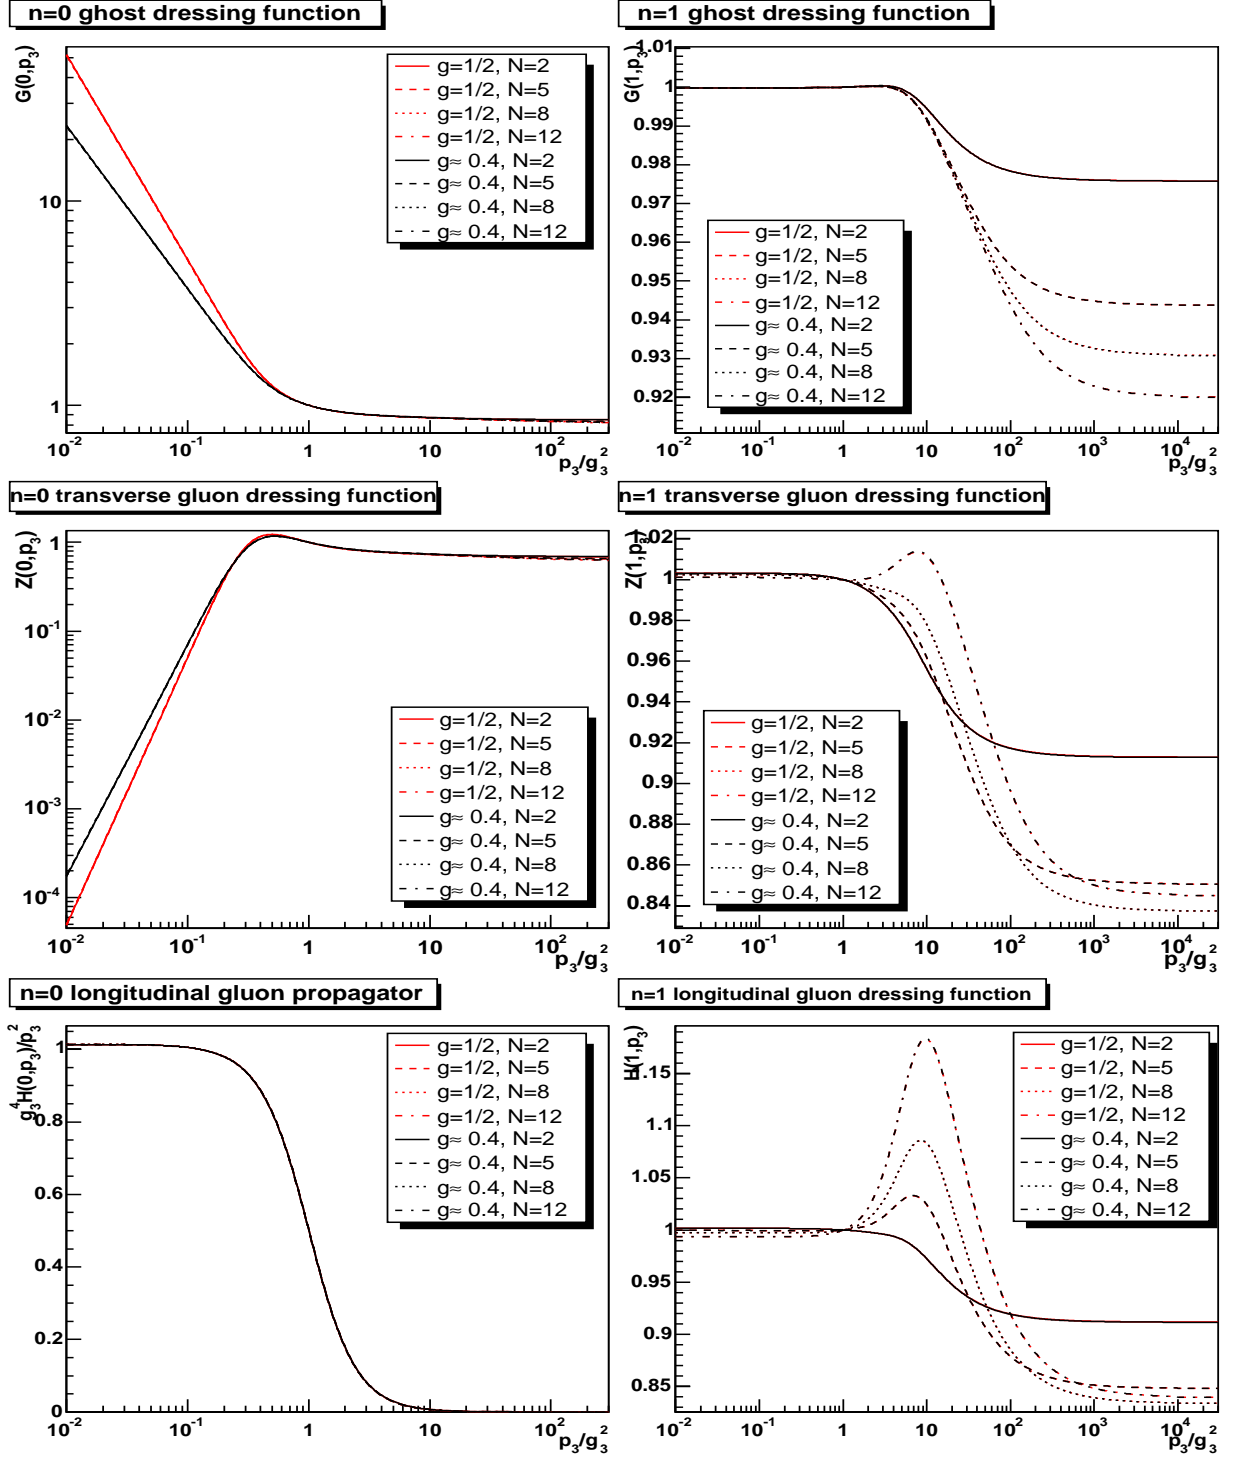 n=0 ghost dressing function
G(0,p₃)
10
1
g=1/2, N=2
g=1/2, N=5
g=1/2, N=8
g=1/2, N=12
g≈ 0.4, N=2
g≈ 0.4, N=5
g≈ 0.4, N=8
g≈ 0.4, N=12
10⁻² 10⁻¹ 1 10 10²
p₃/g₃²
n=1 ghost dressing function
G(1,p₃)
1.01
1
0.99
0.98
0.97
0.96
0.95
0.94
0.93
0.92
g=1/2, N=2
g=1/2, N=5
g=1/2, N=8
g=1/2, N=12
g≈ 0.4, N=2
g≈ 0.4, N=5
g≈ 0.4, N=8
g≈ 0.4, N=12
10⁻² 10⁻¹ 1 10 10² 10³ 10⁴
p₃/g₃²
n=0 transverse gluon dressing function
Z(0,p₃)
1
10⁻¹
10⁻²
10⁻³
10⁻⁴
g=1/2, N=2
g=1/2, N=5
g=1/2, N=8
g=1/2, N=12
g≈ 0.4, N=2
g≈ 0.4, N=5
g≈ 0.4, N=8
g≈ 0.4, N=12
10⁻² 10⁻¹ 1 10 10²
p₃/g₃²
n=1 transverse gluon dressing function
Z(1,p₃)
1.02
1
0.98
0.96
0.94
0.92
0.9
0.88
0.86
0.84
g=1/2, N=2
g=1/2, N=5
g=1/2, N=8
g=1/2, N=12
g≈ 0.4, N=2
g≈ 0.4, N=5
g≈ 0.4, N=8
g≈ 0.4, N=12
10⁻² 10⁻¹ 1 10 10² 10³ 10⁴
p₃/g₃²
n=0 longitudinal gluon propagator
g₃⁴H(0,p₃)/p₃²
1
0.8
0.6
0.4
0.2
0
g=1/2, N=2
g=1/2, N=5
g=1/2, N=8
g=1/2, N=12
g≈ 0.4, N=2
g≈ 0.4, N=5
g≈ 0.4, N=8
g≈ 0.4, N=12
10⁻² 10⁻¹ 1 10 10²
p₃/g₃²
n=1 longitudinal gluon dressing function
H(1,p₃)
1.15
1.1
1.05
1
0.95
0.9
0.85
g=1/2, N=2
g=1/2, N=5
g=1/2, N=8
g=1/2, N=12
g≈ 0.4, N=2
g≈ 0.4, N=5
g≈ 0.4, N=8
g≈ 0.4, N=12
10⁻² 10⁻¹ 1 10 10² 10³ 10⁴
p₃/g₃²